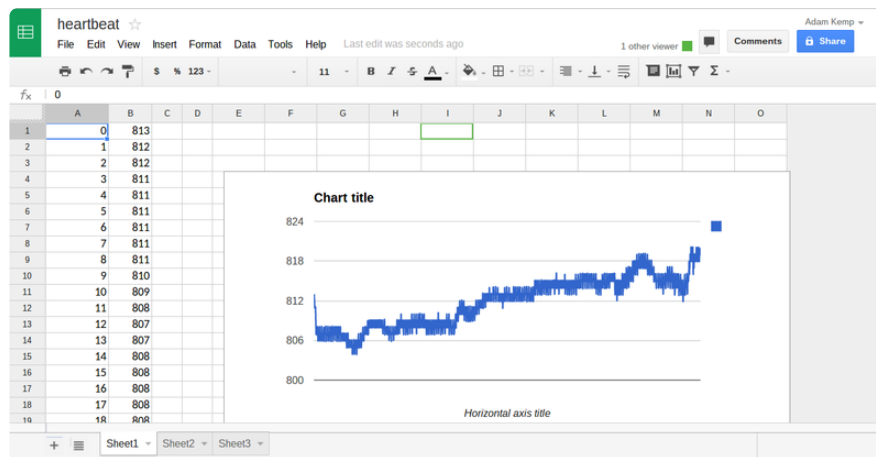 heartbeat
Adam Kemp
File Edit View Insert Format Data Tools Help Last edit was seconds ago
1 other viewer
Comments
Share
$ % 123 - 11 B I S A Σ
fx 0
A B C D E F G H I J K L M N O
1 0 813
2 1 812
3 2 812
4 3 811
5 4 811
6 5 811
7 6 811
8 7 811
9 8 811
10 9 810
11 10 809
12 11 808
13 12 807
14 13 807
15 14 808
16 15 808
17 16 808
18 17 808
19 18 808
Chart title
824
818
812
806
800
Horizontal axis title
+ Sheet1 Sheet2 Sheet3